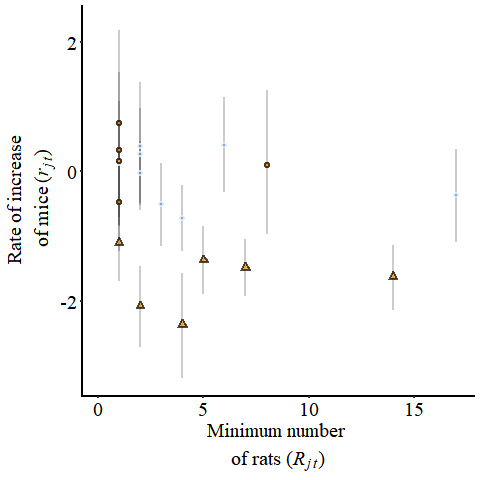 2
0
-2
Rate of increase
of mice (r_jt)
0 5 10 15
Minimum number
of rats (R_jt)